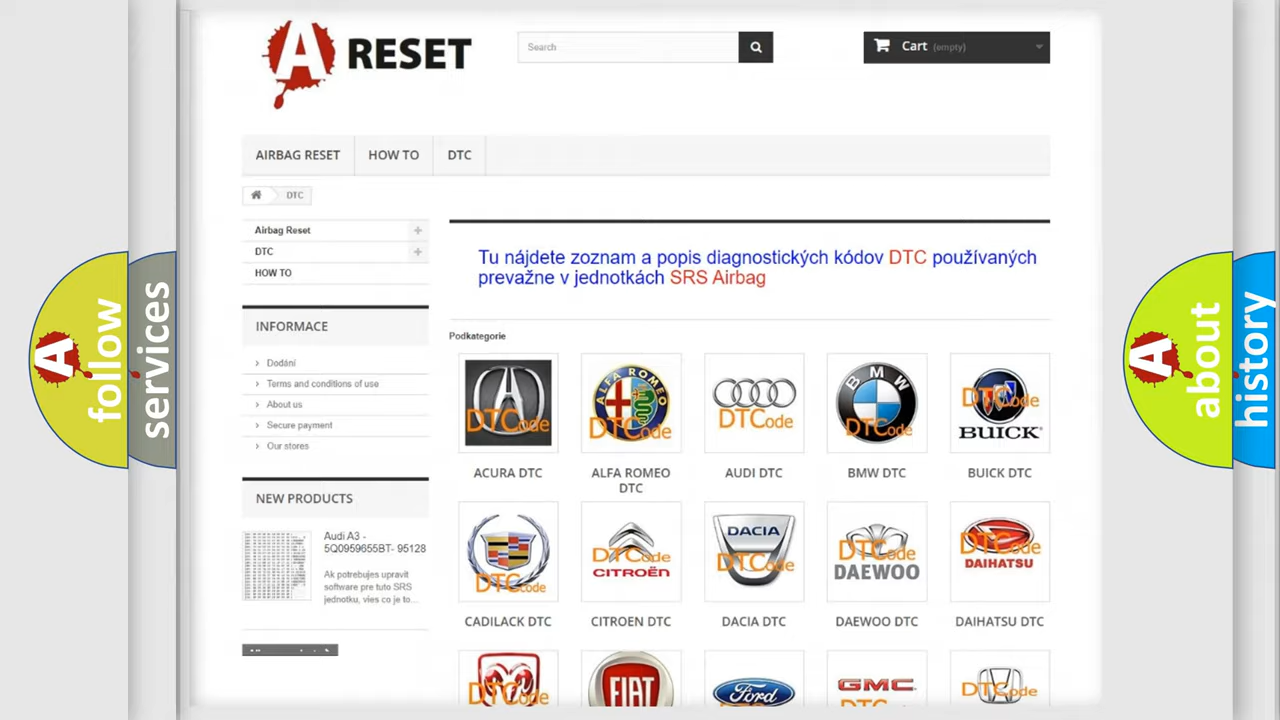 A RESET
Search
Cart (empty)
AIRBAG RESET
HOW TO
DTC
DTC
Airbag Reset
DTC
HOW TO
Tu nájdete zoznam a popis diagnostických kódov DTC používaných
prevažne v jednotkách SRS Airbag
INFORMACE
Dodání
Terms and conditions of use
About us
Secure payment
Our stores
NEW PRODUCTS
Audi A3 -
5Q0959655BT- 95128
Ak potrebujes upravit
software pre tuto SRS
jednotku, vies co je to...
Podkategorie
DTCode
ALFA ROMEO
DTCode
DTCode
BMW
DTCode
DTCode
BUICK
ACURA DTC
ALFA ROMEO
DTC
AUDI DTC
BMW DTC
BUICK DTC
DTCode
DTCode
CITROËN
DACIA
DTCode
DTCode
DAEWOO
DTCode
DAIHATSU
CADILACK DTC
CITROEN DTC
DACIA DTC
DAEWOO DTC
DAIHATSU DTC
DTCode
FIAT
Ford
GMC
DTCode
A follow
services
A about
history